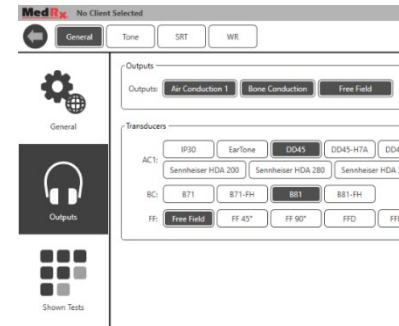 MedRx No Client Selected
General Tone SRT WR
Outputs
Outputs: Air Conduction 1 Bone Conduction Free Field
General
Transducers
AC1: IP30 EarTone DD45 DD45-H7A
Sennheiser HDA 200 Sennheiser HDA 280 Sennheiser HDA
BC: B71 B71-FH B81 B81-FH
FF: Free Field FF 45° FF 90° FFD
Outputs
Shown Tests